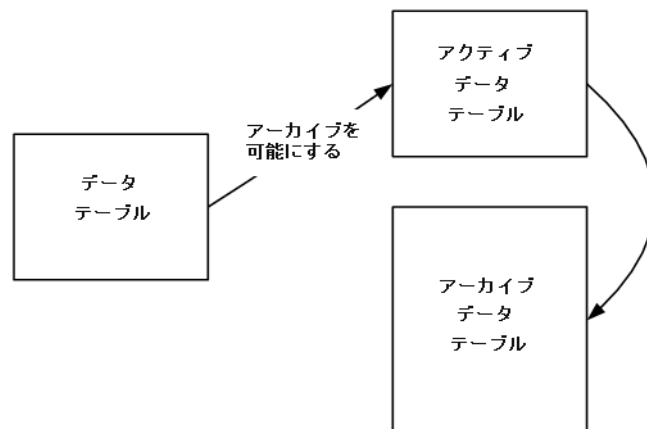 データ
テーブル
アーカイブを
可能にする
アクティブ
データ
テーブル
アーカイブ
データ
テーブル